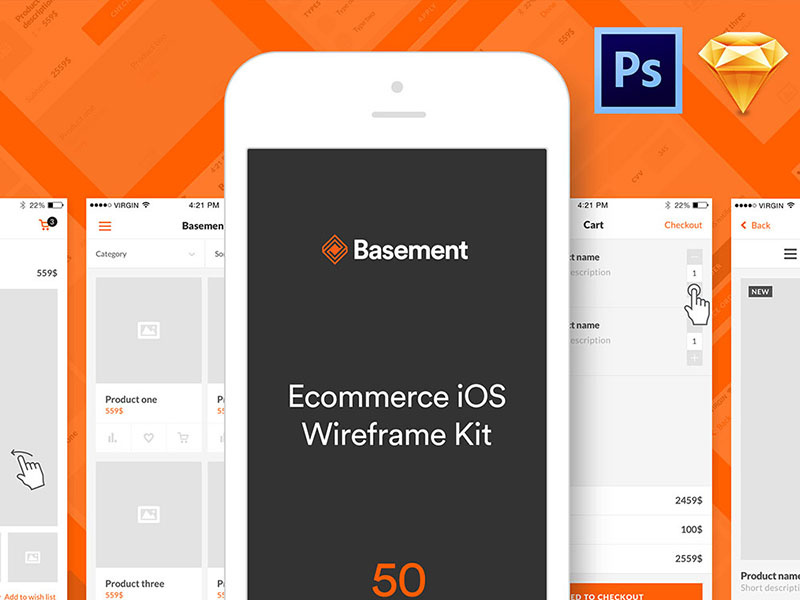 Ps
22%
3
559$
Add to wish list
VIRGIN
4:21 PM
Basemen
Category
So
Product one
559$
Product three
559$
Basement
Ecommerce iOS
Wireframe Kit
50
4:21 PM
22%
Cart
Checkout
ct name
escription
1
ct name
escription
1
2459$
100$
2559$
ED TO CHECKOUT
VIRGIN
Back
NEW
Product name
Short descripti